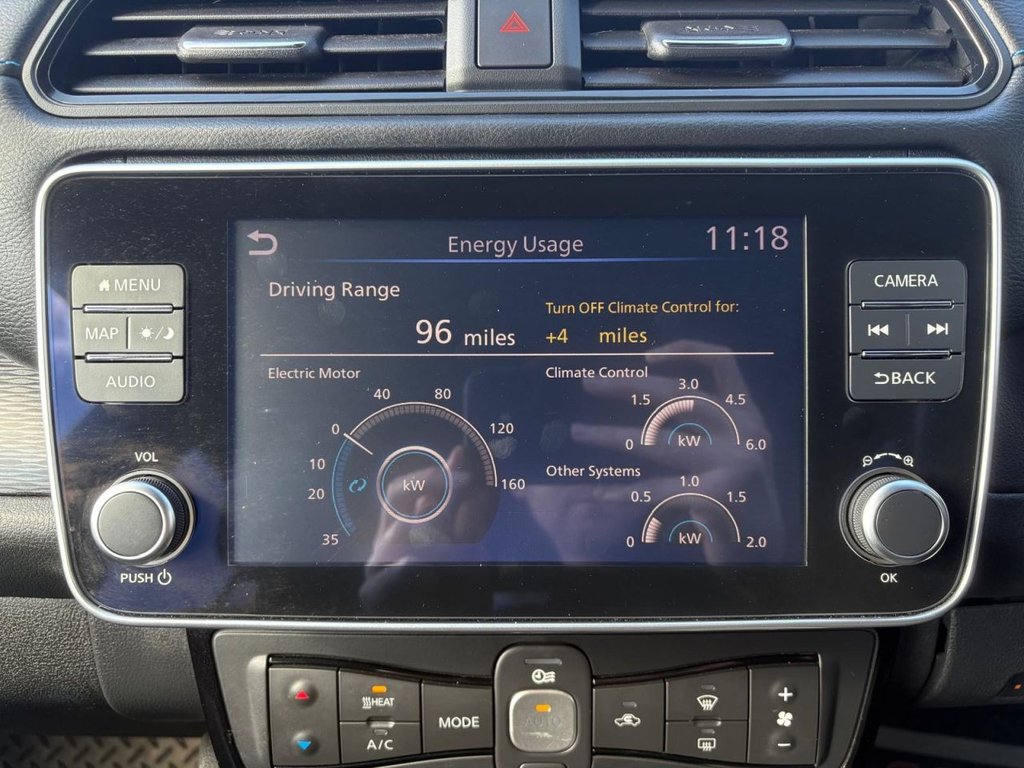 Energy Usage
11:18
MENU
MAP
AUDIO
VOL
PUSH
Driving Range
96 miles
Turn OFF Climate Control for:
+4 miles
Electric Motor
0
40
80
120
160
10
20
35
kW
Climate Control
0
1.5
3.0
4.5
6.0
kW
Other Systems
0
0.5
1.0
1.5
2.0
kW
CAMERA
BACK
OK
HEAT
A/C
MODE
AUTO
+
−